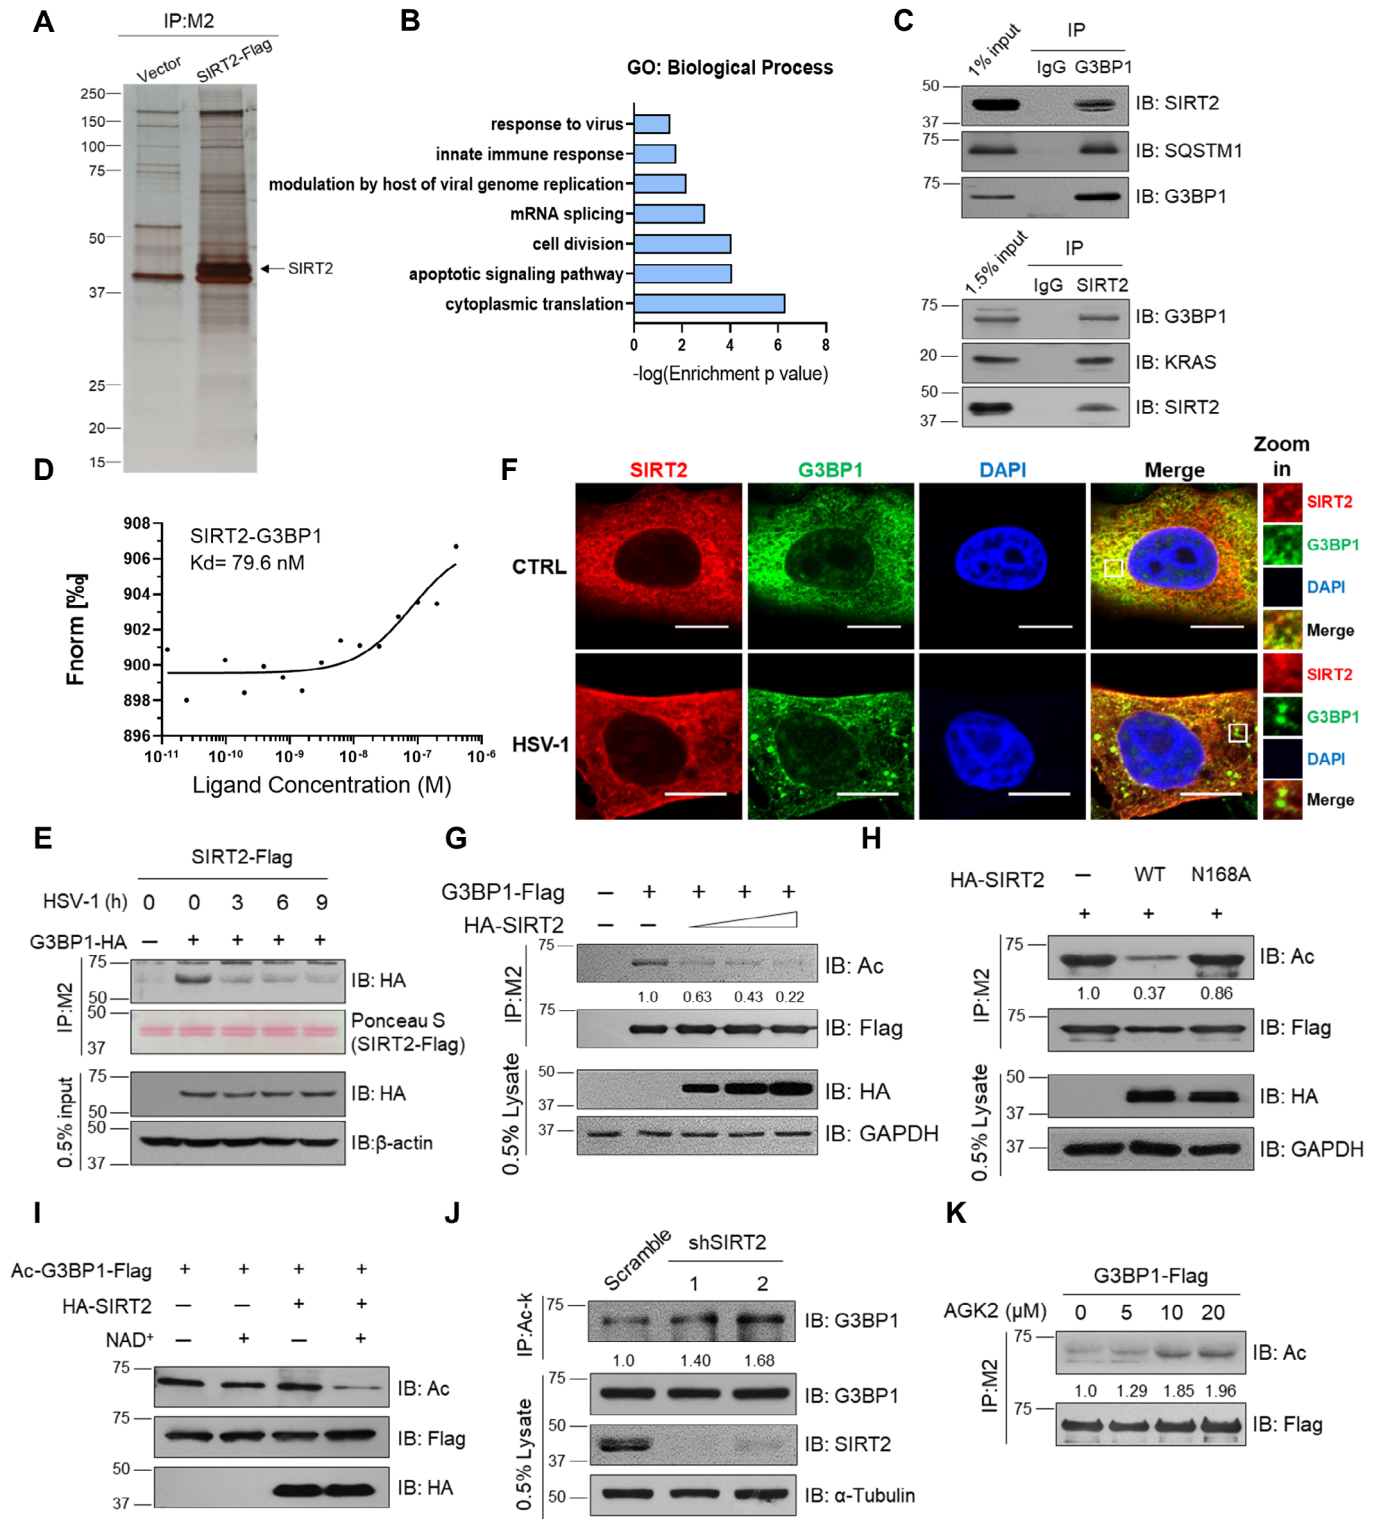 A
IP:M2
Vector
SIRT2-Flag
250
150
100
75
50
37
25
20
15
SIRT2
B
GO: Biological Process
response to virus
innate immune response
modulation by host of viral genome replication
mRNA splicing
cell division
apoptotic signaling pathway
cytoplasmic translation
0 2 4 6 8
-log(Enrichment p value)
C
1% input
IP
IgG G3BP1
50
37
IB: SIRT2
75
IB: SQSTM1
75
IB: G3BP1
1.5% input
IP
IgG SIRT2
75
IB: G3BP1
20
IB: KRAS
50
37
IB: SIRT2
D
SIRT2-G3BP1
Kd= 79.6 nM
Fnorm [‰]
908
906
904
902
900
898
896
10-11 10-10 10-9 10-8 10-7 10-6
Ligand Concentration (M)
F
SIRT2 G3BP1 DAPI Merge
Zoom
in
CTRL
HSV-1
SIRT2
G3BP1
DAPI
Merge
SIRT2
G3BP1
DAPI
Merge
E
SIRT2-Flag
HSV-1 (h) 0 0 3 6 9
G3BP1-HA – + + + +
IP:M2
75
50
IB: HA
50
37
Ponceau S
(SIRT2-Flag)
0.5% input
75
50
IB: HA
50
37
IB:β-actin
G
G3BP1-Flag – + + + +
HA-SIRT2 – –
IP:M2
75
IB: Ac
1.0 0.63 0.43 0.22
75
IB: Flag
0.5% Lysate
50
37
IB: HA
37
IB: GAPDH
H
HA-SIRT2 – WT N168A
+ + +
IP:M2
75
IB: Ac
1.0 0.37 0.86
75
IB: Flag
0.5% Lysate
50
37
IB: HA
37
IB: GAPDH
I
Ac-G3BP1-Flag + + + +
HA-SIRT2 – – + +
NAD+ – + – +
75
IB: Ac
75
IB: Flag
50
37
IB: HA
J
Scramble
shSIRT2
1 2
IP:Ac-k
75
IB: G3BP1
1.0 1.40 1.68
0.5% Lysate
75
IB: G3BP1
50
37
IB: SIRT2
50
IB: α-Tubulin
K
G3BP1-Flag
AGK2 (μM) 0 5 10 20
IP:M2
75
IB: Ac
1.0 1.29 1.85 1.96
75
IB: Flag